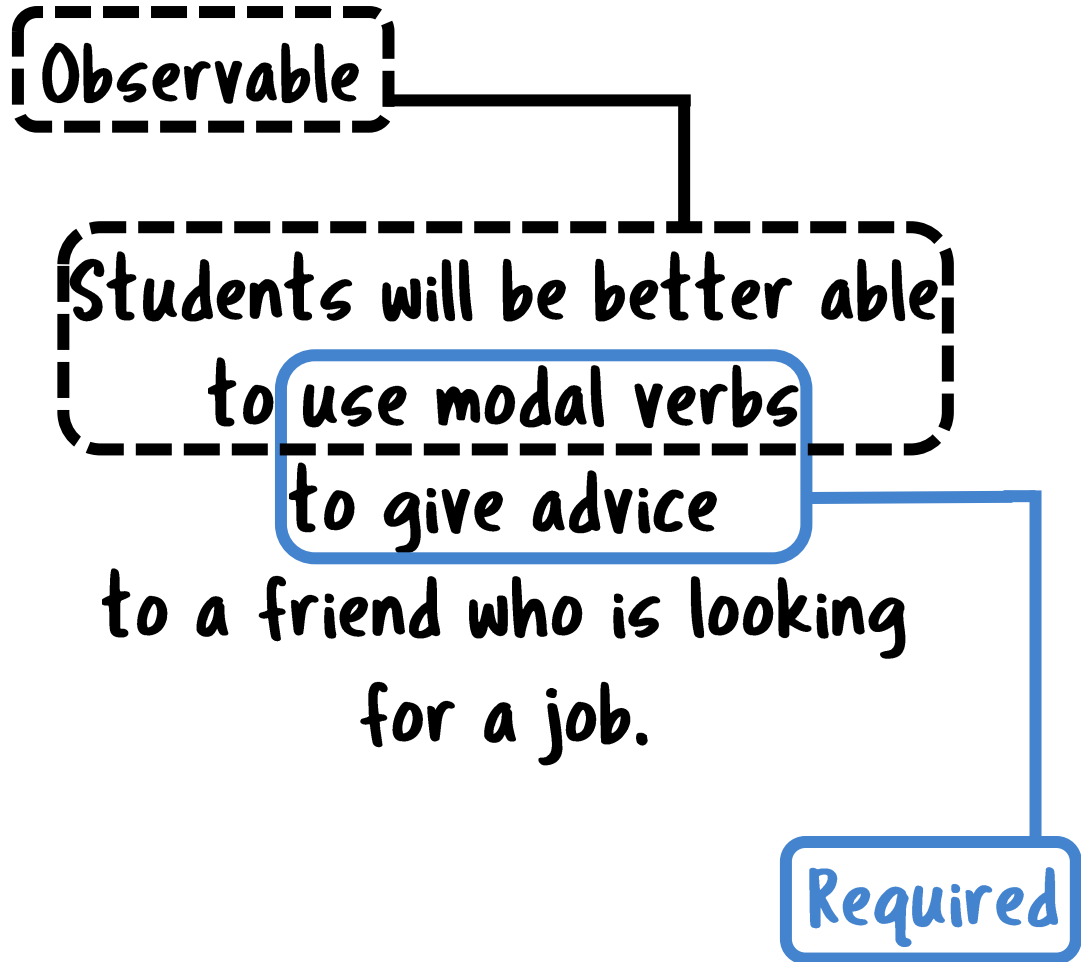 Observable
Students will be better able
to use modal verbs
to give advice
to a friend who is looking
for a job.
Required